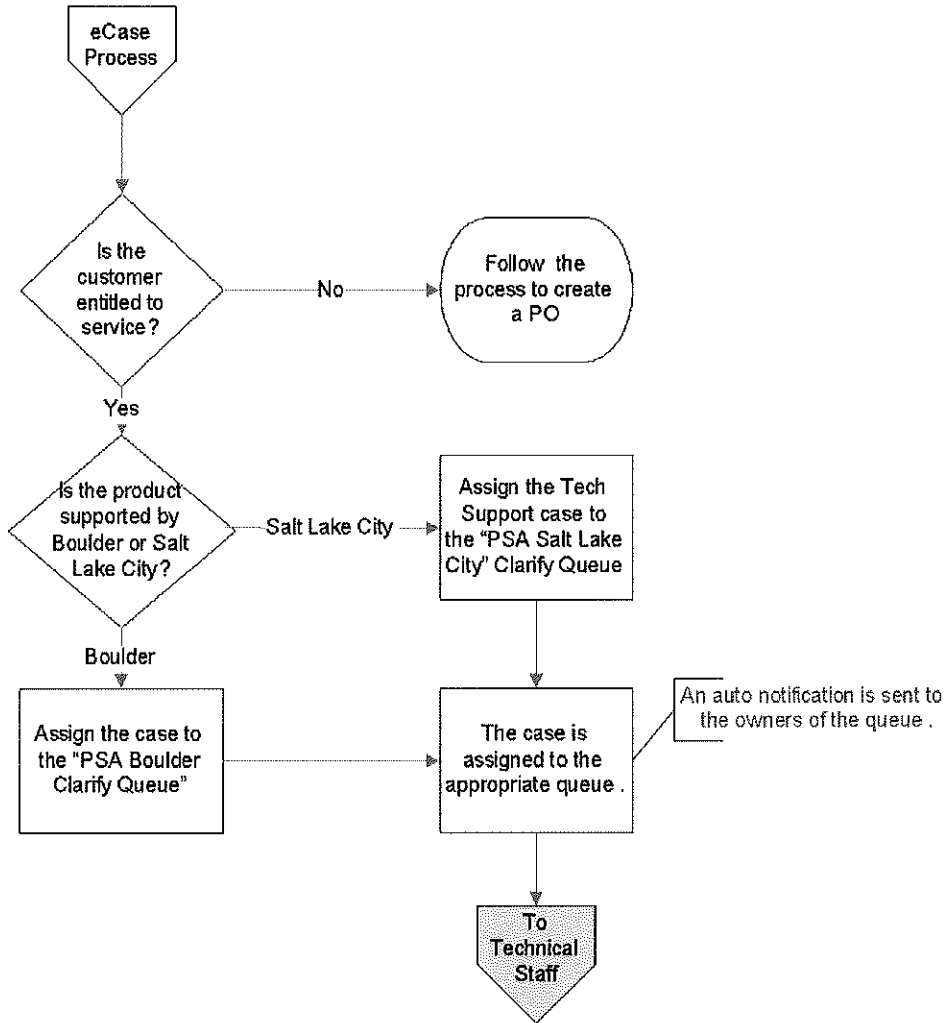 eCase
Process
Is the
customer
entitled to
service?
No
Follow the
process to create
a PO
Yes
Is the product
supported by
Boulder or Salt
Lake City?
Salt Lake City
Assign the Tech
Support case to
the “PSA Salt Lake
City” Clarify Queue
Boulder
Assign the case to
the “PSA Boulder
Clarify Queue”
The case is
assigned to the
appropriate queue .
An auto notification is sent to
the owners of the queue .
To
Technical
Staff